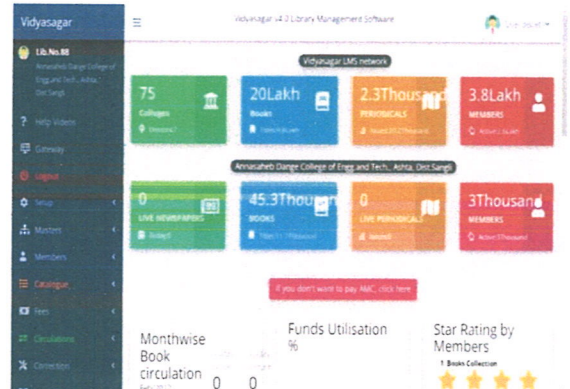 Vidyasagar
Vidyasagar v4.0 Library Management Software
Lib.No.88
Annasaheb Dange College of
Engg.and Tech., Ashta,
Dist.Sangli
Help Videos
Gateway
Logout
Setup
Masters
Members
Catalogue
Fees
Circulations
Correction
Vidyasagar LMS network
75
Colleges
20Lakh
Books
2.3Thousand
PERIODICALS
3.8Lakh
MEMBERS
Annasaheb Dange College of Engg.and Tech., Ashta, Dist.Sangli
0
LIVE NEWSPAPERS
45.3Thousand
BOOKS
0
LIVE PERIODICALS
3Thousand
MEMBERS
Active:3Thousand
If you don't want to pay AMC, click here
Monthwise
Book
circulation
0 0
Funds Utilisation
%
Star Rating by
Members
1 Books Collection